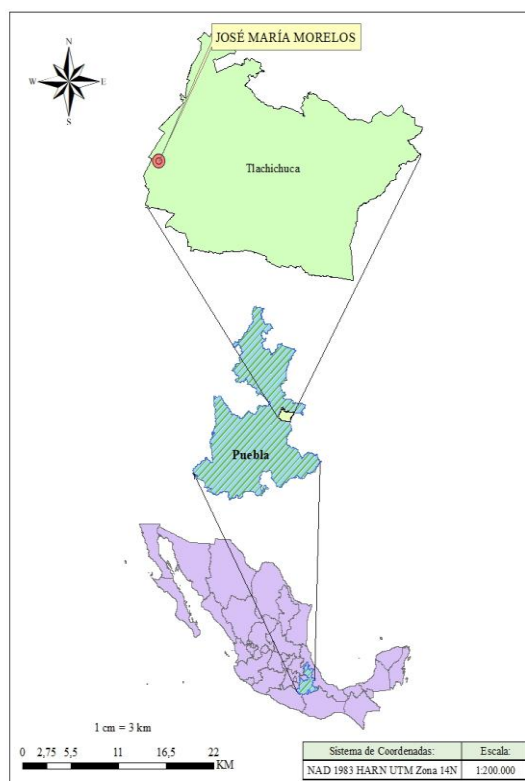 JOSÉ MARÍA MORELOS
N
W
E
S
Tlachichuca
Puebla
1 cm = 3 km
0 2,75 5,5 11 16,5 22
KM
Sistema de Coordenadas: Escala:
NAD 1983 HARN UTM Zona 14N 1:200.000